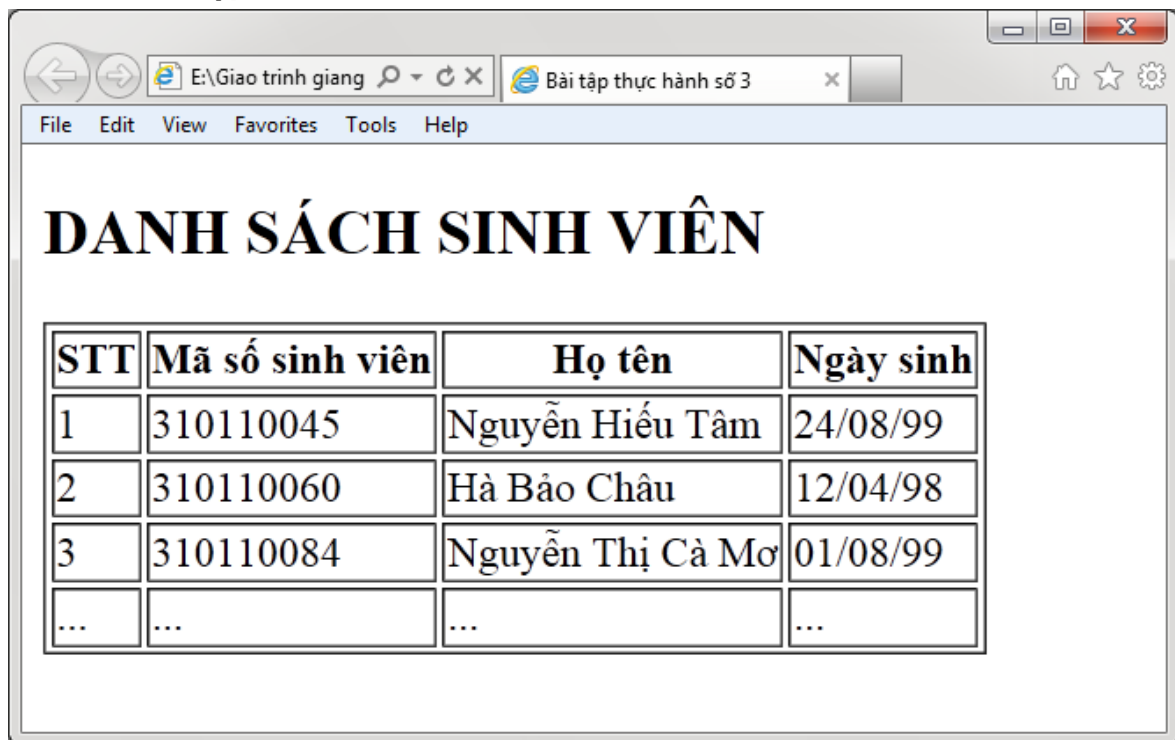 E:\Giao trinh giang Bài tập thực hành số 3
File Edit View Favorites Tools Help
DANH SÁCH SINH VIÊN
STT Mã số sinh viên Họ tên Ngày sinh
1 310110045 Nguyễn Hiếu Tâm 24/08/99
2 310110060 Hà Bảo Châu 12/04/98
3 310110084 Nguyễn Thị Cà Mơ 01/08/99
... ... ... ...